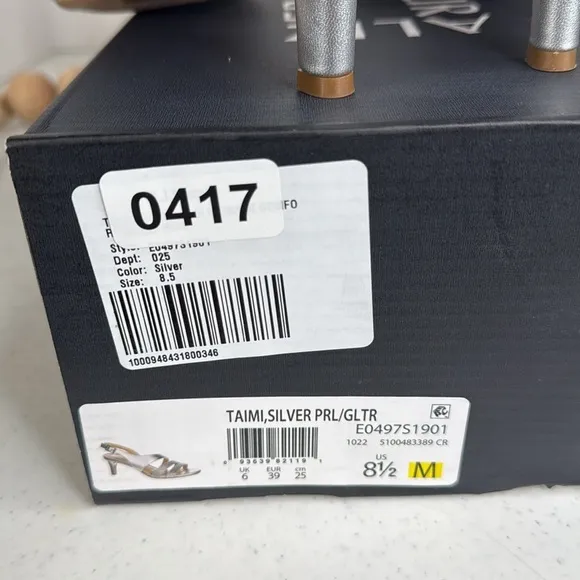 0417
Style: E0497S1901
Dept: 025
Color: Silver
Size: 8.5
1000948431800346
TAIMI,SILVER PRL/GLTR
E0497S1901
1022 5100483389 CR
UK EUR cm
6 39 25
US
8½ M